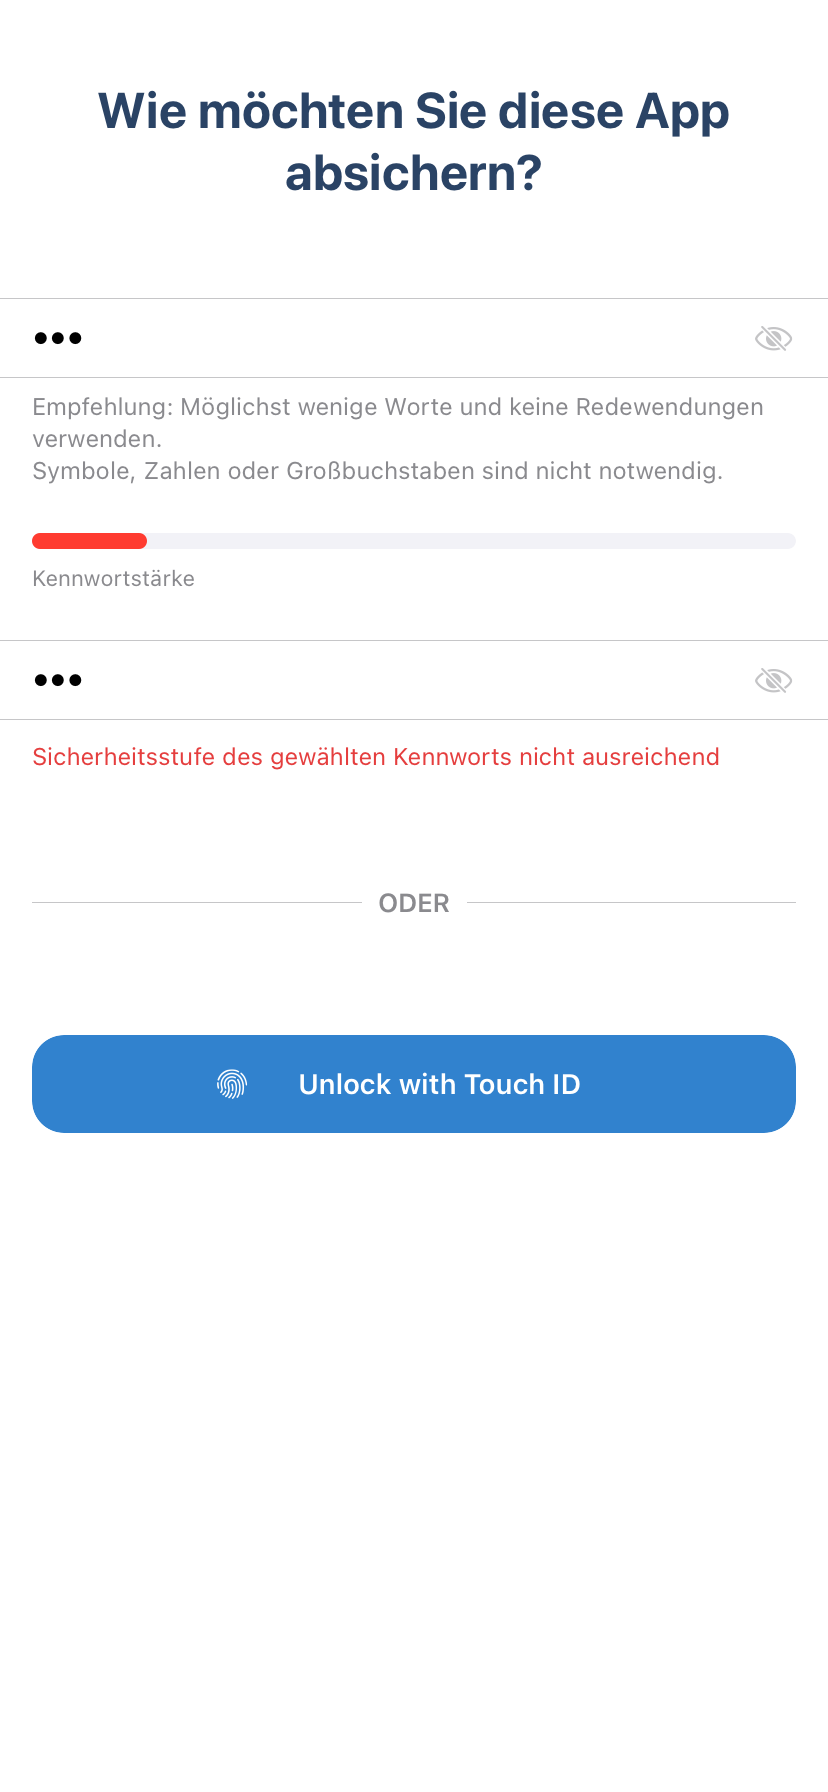 Wie möchten Sie diese App
absichern?
•••
Empfehlung: Möglichst wenige Worte und keine Redewendungen
verwenden.
Symbole, Zahlen oder Großbuchstaben sind nicht notwendig.
Kennwortstärke
•••
Sicherheitsstufe des gewählten Kennworts nicht ausreichend
ODER
Unlock with Touch ID